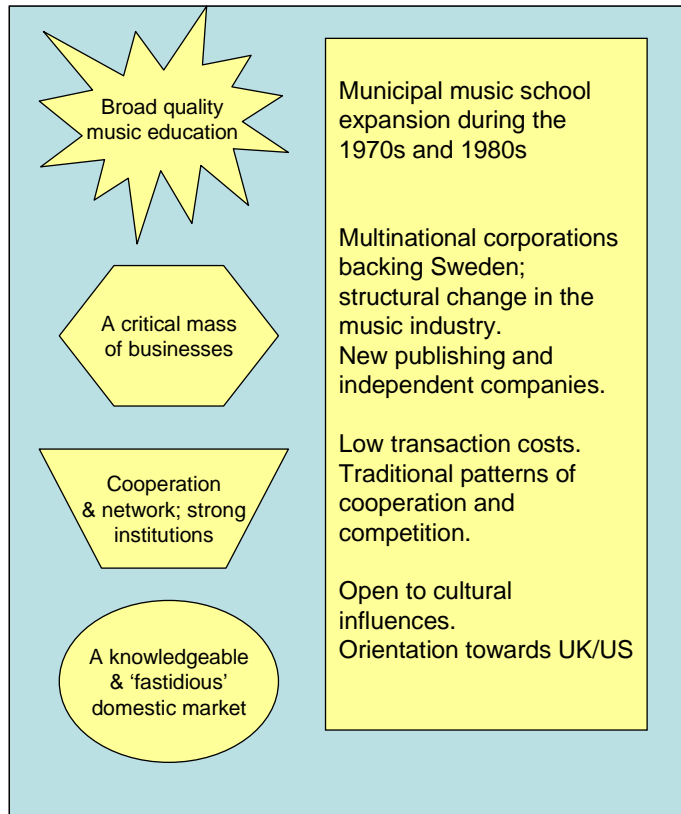 Broad quality
music education
Municipal music school
expansion during the
1970s and 1980s
A critical mass
of businesses
Multinational corporations
backing Sweden;
structural change in the
music industry.
New publishing and
independent companies.
Cooperation
& network; strong
institutions
Low transaction costs.
Traditional patterns of
cooperation and
competition.
A knowledgeable
& ‘fastidious’
domestic market
Open to cultural
influences.
Orientation towards UK/US